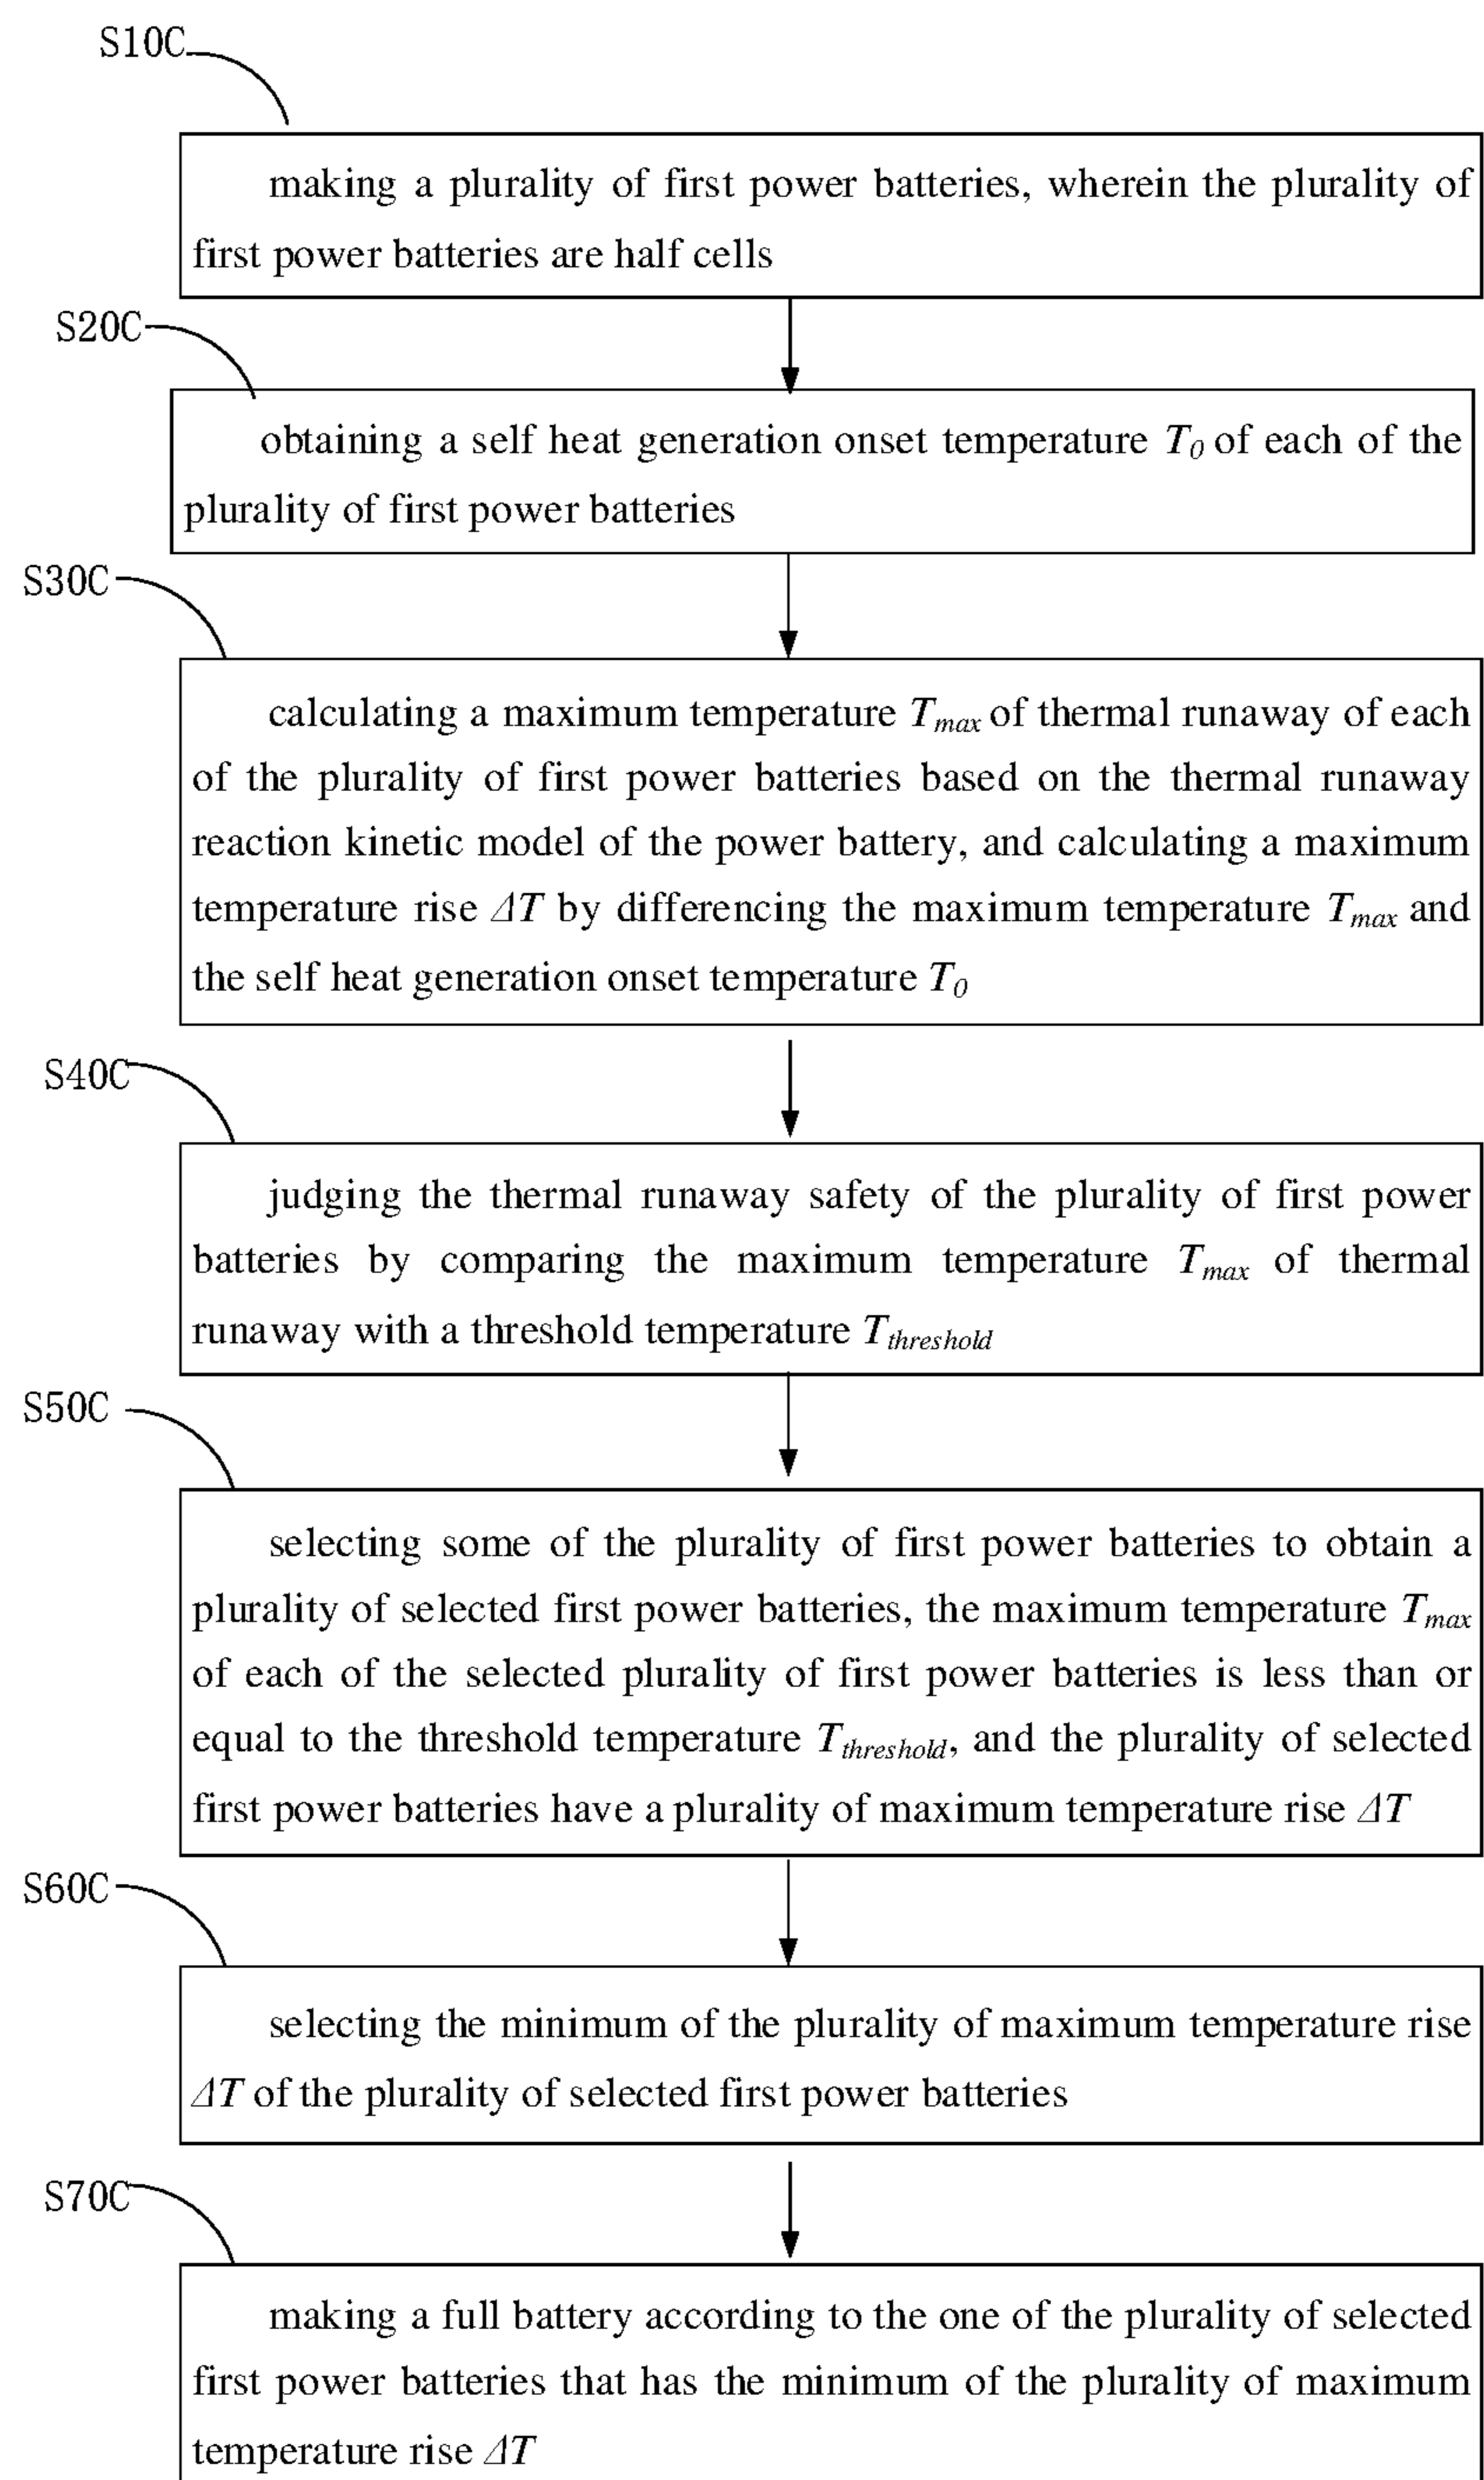 S10C
making a plurality of first power batteries, wherein the plurality of
first power batteries are half cells
S20C
obtaining a self heat generation onset temperature T0 of each of the
plurality of first power batteries
S30C
calculating a maximum temperature Tmax of thermal runaway of each
of the plurality of first power batteries based on the thermal runaway
reaction kinetic model of the power battery, and calculating a maximum
temperature rise ΔT by differencing the maximum temperature Tmax and
the self heat generation onset temperature T0
S40C
judging the thermal runaway safety of the plurality of first power
batteries by comparing the maximum temperature Tmax of thermal
runaway with a threshold temperature Tthreshold
S50C
selecting some of the plurality of first power batteries to obtain a
plurality of selected first power batteries, the maximum temperature Tmax
of each of the selected plurality of first power batteries is less than or
equal to the threshold temperature Tthreshold, and the plurality of selected
first power batteries have a plurality of maximum temperature rise ΔT
S60C
selecting the minimum of the plurality of maximum temperature rise
ΔT of the plurality of selected first power batteries
S70C
making a full battery according to the one of the plurality of selected
first power batteries that has the minimum of the plurality of maximum
temperature rise ΔT